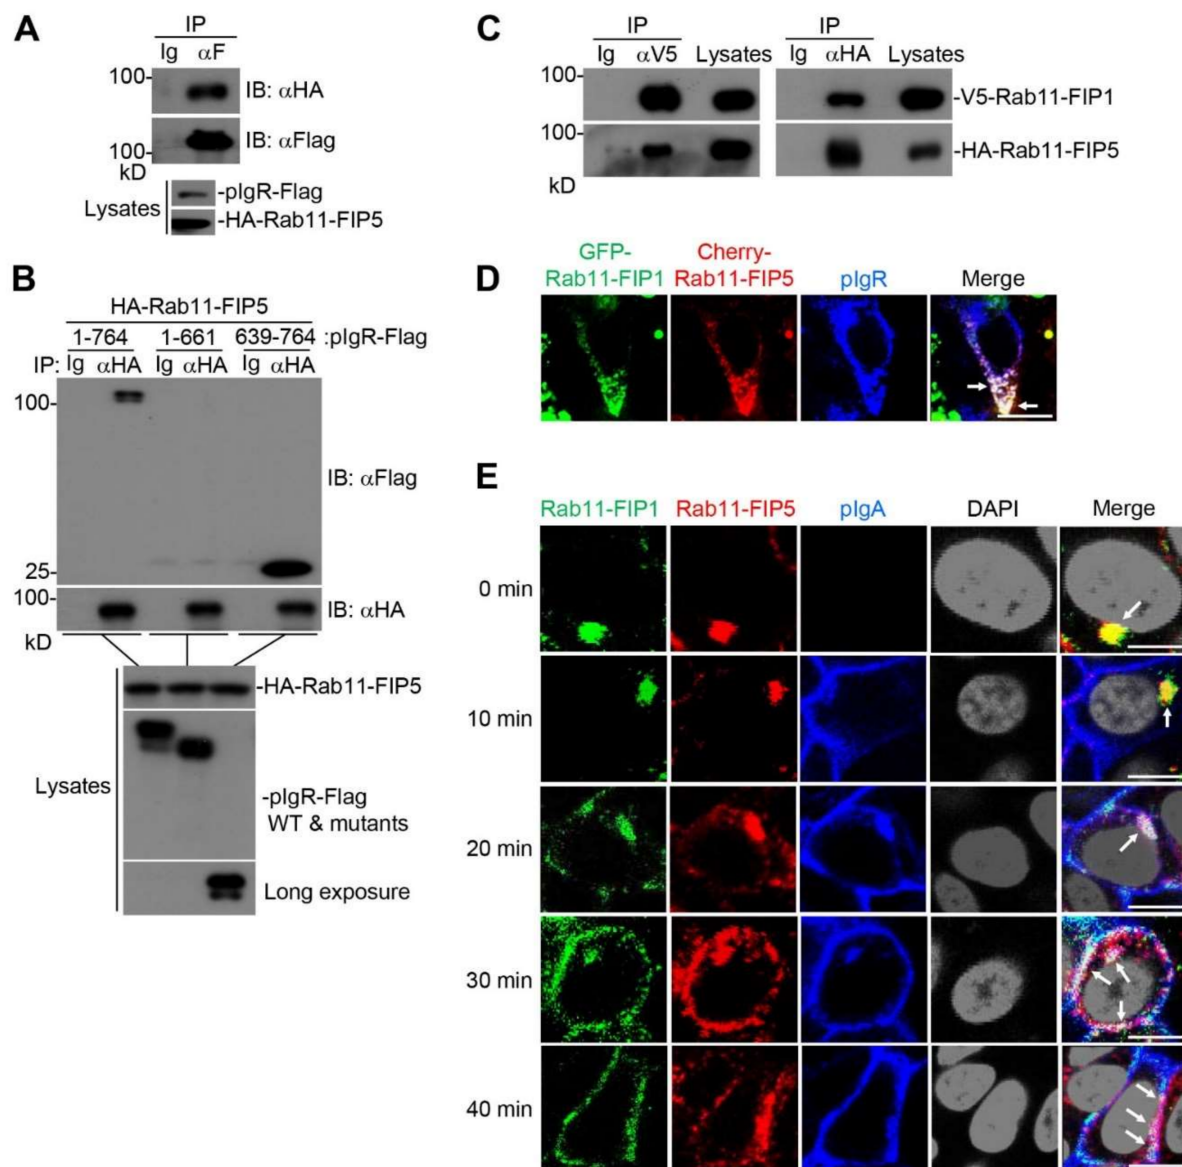 A
IP
Ig αF
100-
IB: αHA
100-
IB: αFlag
kD
Lysates
-pIgR-Flag
-HA-Rab11-FIP5
B
HA-Rab11-FIP5
1-764 1-661 639-764 :pIgR-Flag
IP: Ig αHA Ig αHA Ig αHA
100-
IB: αFlag
25-
100-
IB: αHA
kD
-HA-Rab11-FIP5
Lysates
-pIgR-Flag
WT & mutants
Long exposure
C
IP IP
Ig αV5 Lysates Ig αHA Lysates
100-
-V5-Rab11-FIP1
100-
-HA-Rab11-FIP5
kD
D
GFP-
Rab11-FIP1
Cherry-
Rab11-FIP5
pIgR
Merge
E
Rab11-FIP1 Rab11-FIP5 pIgA DAPI Merge
0 min
10 min
20 min
30 min
40 min